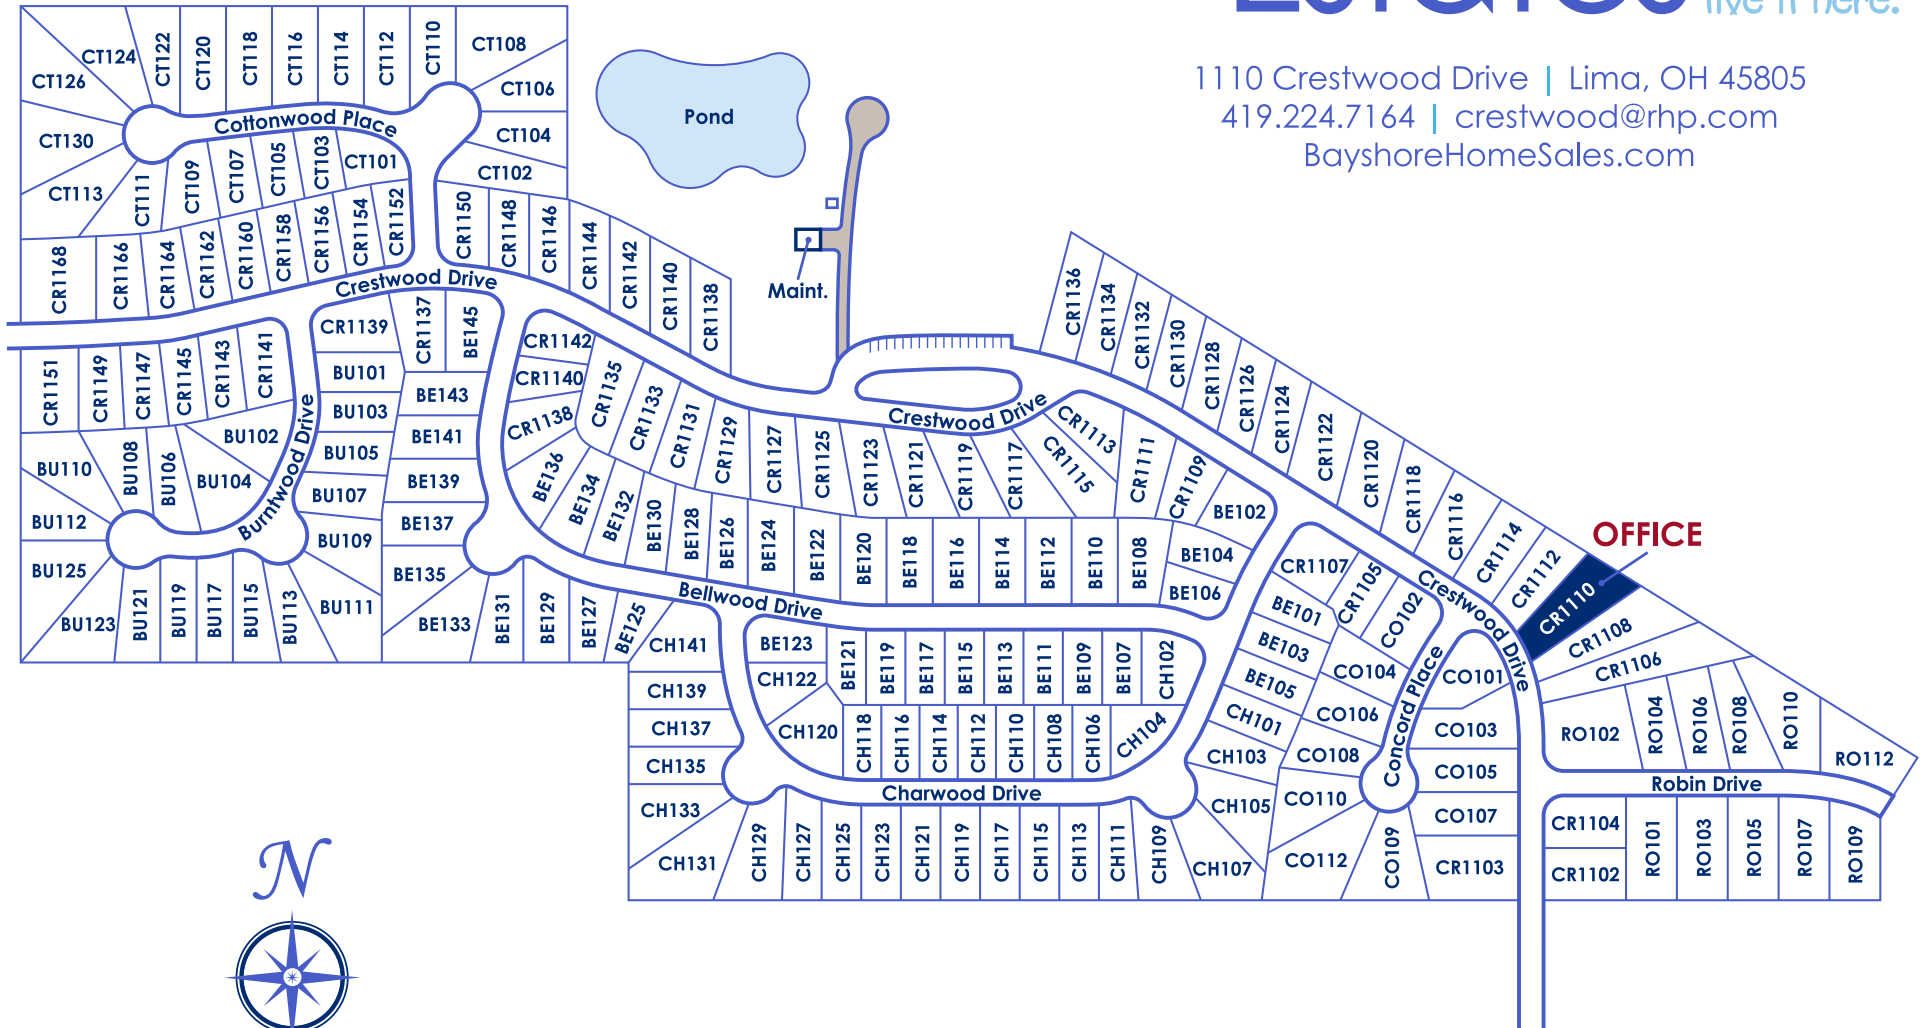 Estates live it here.
1110 Crestwood Drive | Lima, OH 45805
419.224.7164 | crestwood@rhp.com
BayshoreHomeSales.com
CT126
CT124
CT122
CT120
CT118
CT116
CT114
CT112
CT110
CT108
CT106
CT104
CT102
CT130
CT113
CT111
CT109
CT107
CT105
CT103
CT101
Cottonwood Place
Pond
Maint.
CR1168
CR1166
CR1164
CR1162
CR1160
CR1158
CR1156
CR1154
CR1152
CR1150
CR1148
CR1146
CR1144
CR1142
CR1140
CR1138
Crestwood Drive
CR1136
CR1134
CR1132
CR1130
CR1128
CR1126
CR1124
CR1122
CR1120
CR1118
CR1116
CR1114
CR1112
OFFICE
CR1110
CR1108
CR1106
CR1151
CR1149
CR1147
CR1145
CR1143
CR1141
CR1139
CR1137
BE145
BU101
BU103
BU105
BU107
BU109
BU111
BE143
BE141
BE139
BE137
BE135
BE133
Burntwood Drive
BU110
BU108
BU106
BU104
BU102
BU112
BU125
BU123
BU121
BU119
BU117
BU115
BU113
CR1142
CR1140
CR1138
CR1135
CR1133
CR1131
CR1129
CR1127
CR1125
CR1123
CR1121
CR1119
CR1117
CR1115
CR1113
CR1111
CR1109
Crestwood Drive
BE136
BE134
BE132
BE130
BE128
BE126
BE124
BE122
BE120
BE118
BE116
BE114
BE112
BE110
BE108
BE102
BE104
BE106
Bellwood Drive
BE131
BE129
BE127
BE125
BE123
BE121
BE119
BE117
BE115
BE113
BE111
BE109
BE107
CH102
CH141
CH139
CH137
CH135
CH133
CH131
CH122
CH120
CH118
CH116
CH114
CH112
CH110
CH108
CH106
CH104
Charwood Drive
CH129
CH127
CH125
CH123
CH121
CH119
CH117
CH115
CH113
CH111
CH109
CH107
CH105
CH103
CH101
BE105
BE103
BE101
CR1107
CR1105
CO102
CO104
CO106
CO108
CO110
CO112
CO109
Concord Place
CO101
CO103
CO105
CO107
CR1103
Crestwood Drive
RO102
RO104
RO106
RO108
RO110
RO112
Robin Drive
CR1104
CR1102
RO101
RO103
RO105
RO107
RO109
N